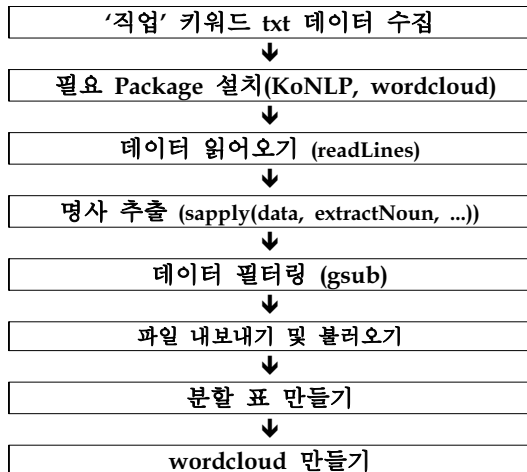 ‘직업’ 키워드 txt 데이터 수집
필요 Package 설치(KoNLP, wordcloud)
데이터 읽어오기 (readLines)
명사 추출 (sapply(data, extractNoun, ...))
데이터 필터링 (gsub)
파일 내보내기 및 불러오기
분할 표 만들기
wordcloud 만들기